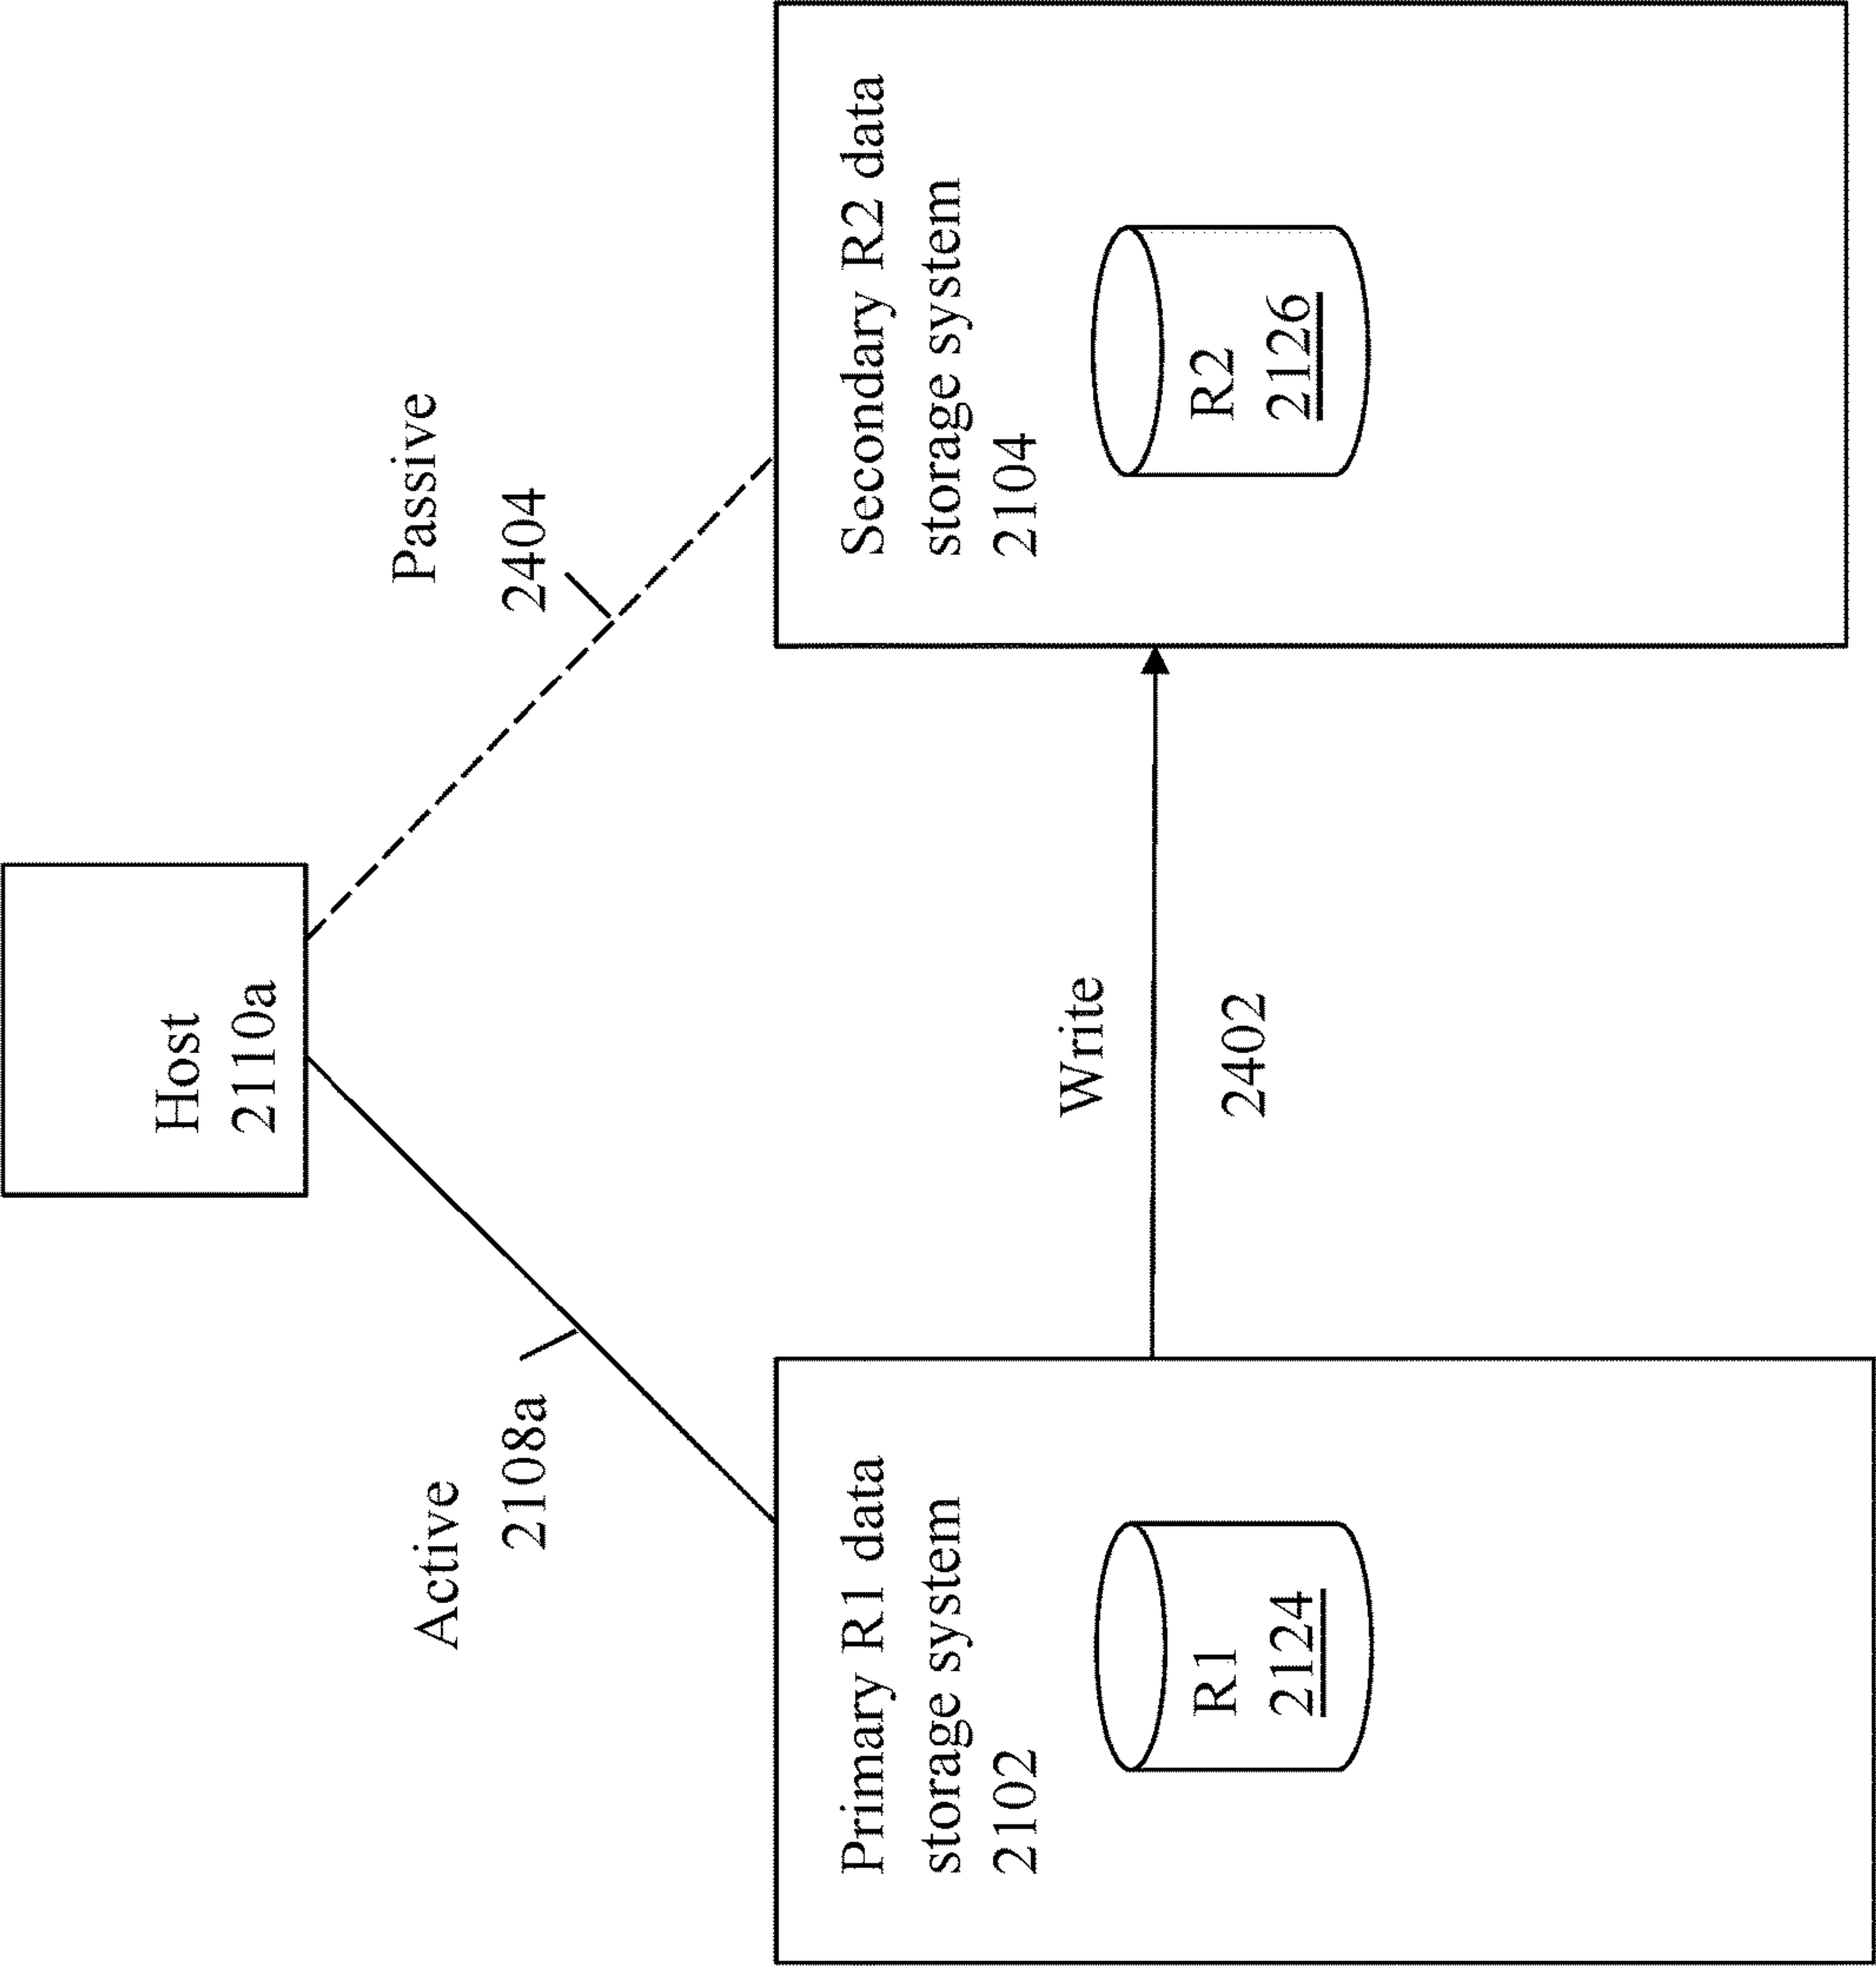 Host
2110a
Active
2108a
Passive
2404
Primary R1 data
storage system
2102
R1
2124
Write
2402
Secondary R2 data
storage system
2104
R2
2126